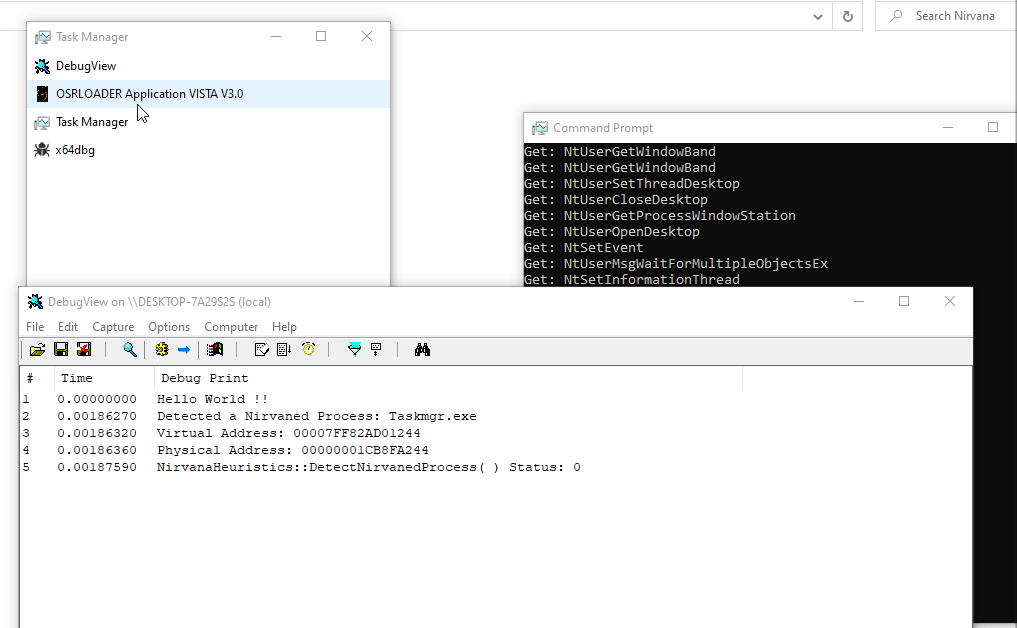 Search Nirvana
Task Manager
DebugView
OSRLOADER Application VISTA V3.0
Task Manager
x64dbg
Command Prompt
Get: NtUserGetWindowBand
Get: NtUserGetWindowBand
Get: NtUserSetThreadDesktop
Get: NtUserCloseDesktop
Get: NtUserGetProcessWindowStation
Get: NtUserOpenDesktop
Get: NtSetEvent
Get: NtUserMsgWaitForMultipleObjectsEx
Get: NtSetInformationThread
DebugView on \\DESKTOP-7A29S2S (local)
File Edit Capture Options Computer Help
# Time Debug Print
1 0.00000000 Hello World !!
2 0.00186270 Detected a Nirvaned Process: Taskmgr.exe
3 0.00186320 Virtual Address: 00007FF82AD01244
4 0.00186360 Physical Address: 00000001CB8FA244
5 0.00187590 NirvanaHeuristics::DetectNirvanedProcess( ) Status: 0